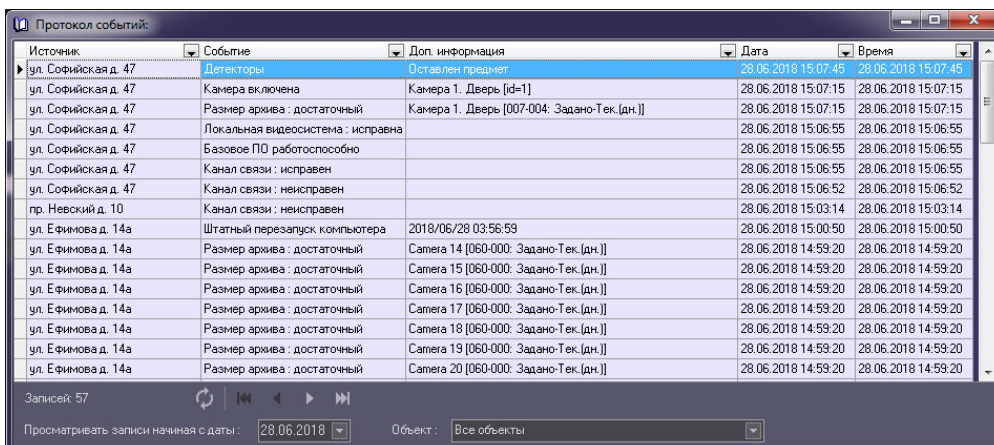 Протокол событий:
Источник Событие Доп. информация Дата Время
ул. Софийская д. 47 Детекторы Оставлен предмет 28.06.2018 15:07:45 28.06.2018 15:07:45
ул. Софийская д. 47 Камера включена Камера 1. Дверь [id=1] 28.06.2018 15:07:15 28.06.2018 15:07:15
ул. Софийская д. 47 Размер архива : достаточный Камера 1. Дверь [007-004: Задано-Тек.(дн.)] 28.06.2018 15:07:15 28.06.2018 15:07:15
ул. Софийская д. 47 Локальная видеосистема : исправна 28.06.2018 15:06:55 28.06.2018 15:06:55
ул. Софийская д. 47 Базовое ПО работоспособно 28.06.2018 15:06:55 28.06.2018 15:06:55
ул. Софийская д. 47 Канал связи : исправен 28.06.2018 15:06:55 28.06.2018 15:06:55
ул. Софийская д. 47 Канал связи : неисправен 28.06.2018 15:06:52 28.06.2018 15:06:52
пр. Невский д. 10 Канал связи : неисправен 28.06.2018 15:03:14 28.06.2018 15:03:14
ул. Ефимова д. 14а Штатный перезапуск компьютера 2018/06/28 03:56:59 28.06.2018 15:00:50 28.06.2018 15:00:50
ул. Ефимова д. 14а Размер архива : достаточный Camera 14 [060-000: Задано-Тек.(дн.)] 28.06.2018 14:59:20 28.06.2018 14:59:20
ул. Ефимова д. 14а Размер архива : достаточный Camera 15 [060-000: Задано-Тек.(дн.)] 28.06.2018 14:59:20 28.06.2018 14:59:20
ул. Ефимова д. 14а Размер архива : достаточный Camera 16 [060-000: Задано-Тек.(дн.)] 28.06.2018 14:59:20 28.06.2018 14:59:20
ул. Ефимова д. 14а Размер архива : достаточный Camera 17 [060-000: Задано-Тек.(дн.)] 28.06.2018 14:59:20 28.06.2018 14:59:20
ул. Ефимова д. 14а Размер архива : достаточный Camera 18 [060-000: Задано-Тек.(дн.)] 28.06.2018 14:59:20 28.06.2018 14:59:20
ул. Ефимова д. 14а Размер архива : достаточный Camera 19 [060-000: Задано-Тек.(дн.)] 28.06.2018 14:59:20 28.06.2018 14:59:20
ул. Ефимова д. 14а Размер архива : достаточный Camera 20 [060-000: Задано-Тек.(дн.)] 28.06.2018 14:59:20 28.06.2018 14:59:20
Записей: 57
Просматривать записи начиная с даты : 28.06.2018 Объект : Все объекты